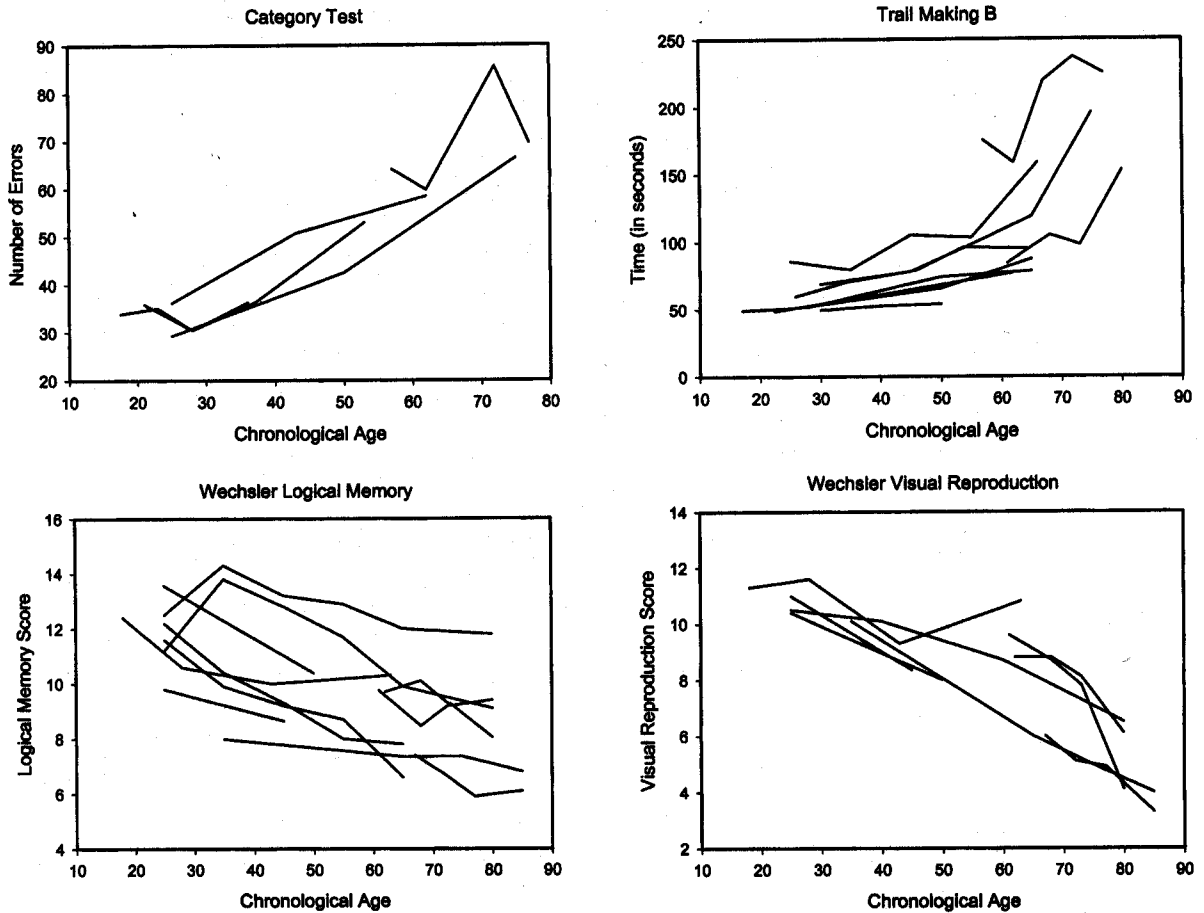 Category Test
90
80
70
60
50
40
30
20
Number of Errors
10 20 30 40 50 60 70 80
Chronological Age
Trail Making B
250
200
150
100
50
0
Time (in seconds)
10 20 30 40 50 60 70 80 90
Chronological Age
Wechsler Logical Memory
16
14
12
10
8
6
4
Logical Memory Score
10 20 30 40 50 60 70 80 90
Chronological Age
Wechsler Visual Reproduction
14
12
10
8
6
4
2
Visual Reproduction Score
10 20 30 40 50 60 70 80 90
Chronological Age